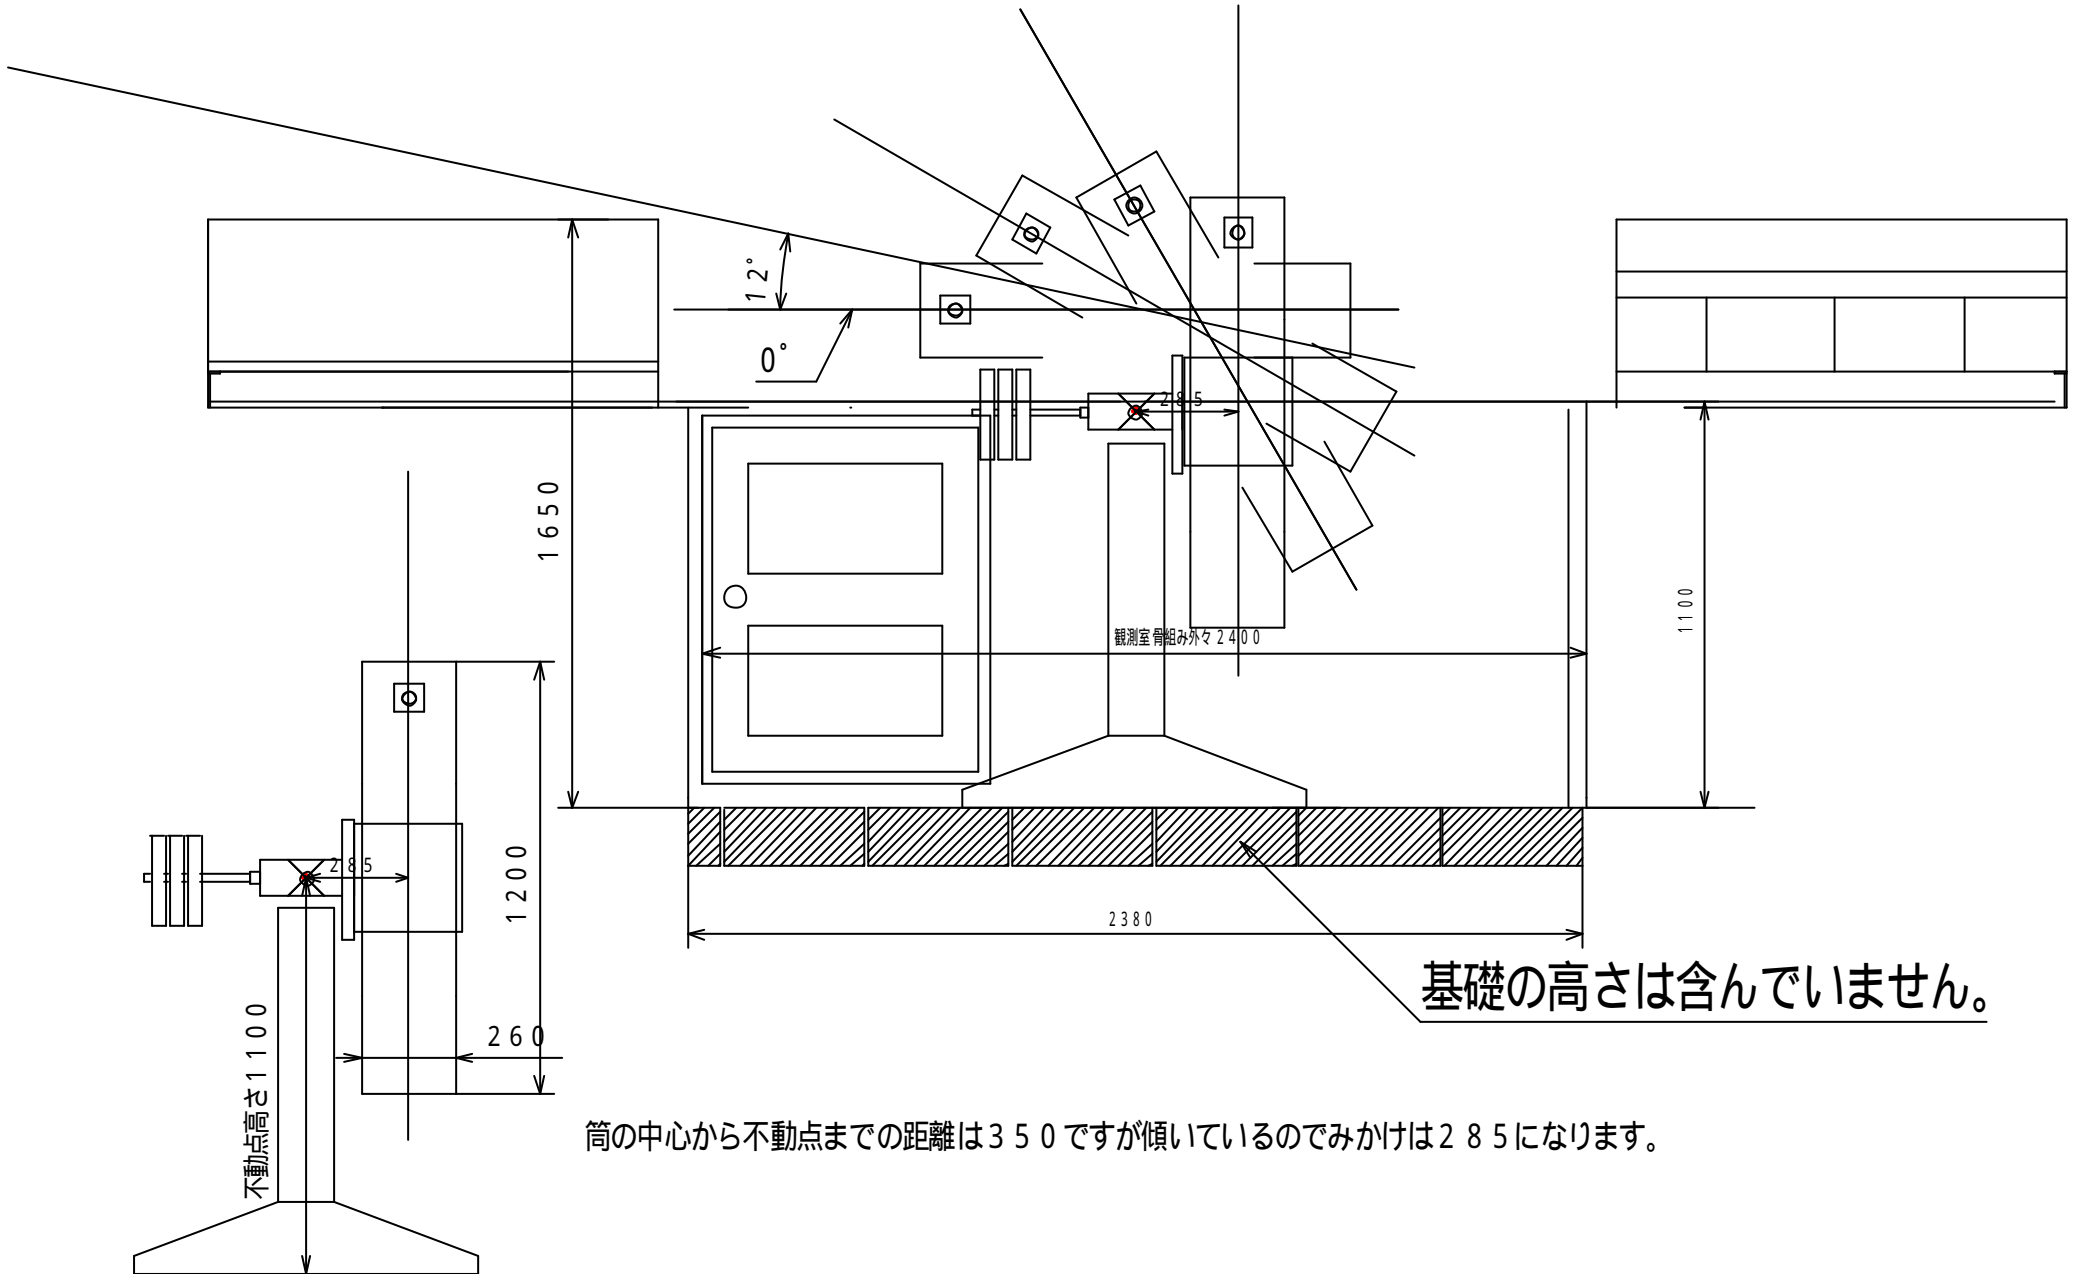 12°
0°
285
1650
1100
観測室骨組み外々2400
285
1200
2380
260
不動点高さ1100
基礎の高さは含んでいません。
筒の中心から不動点までの距離は350ですが傾いているのでみかけは285になります。